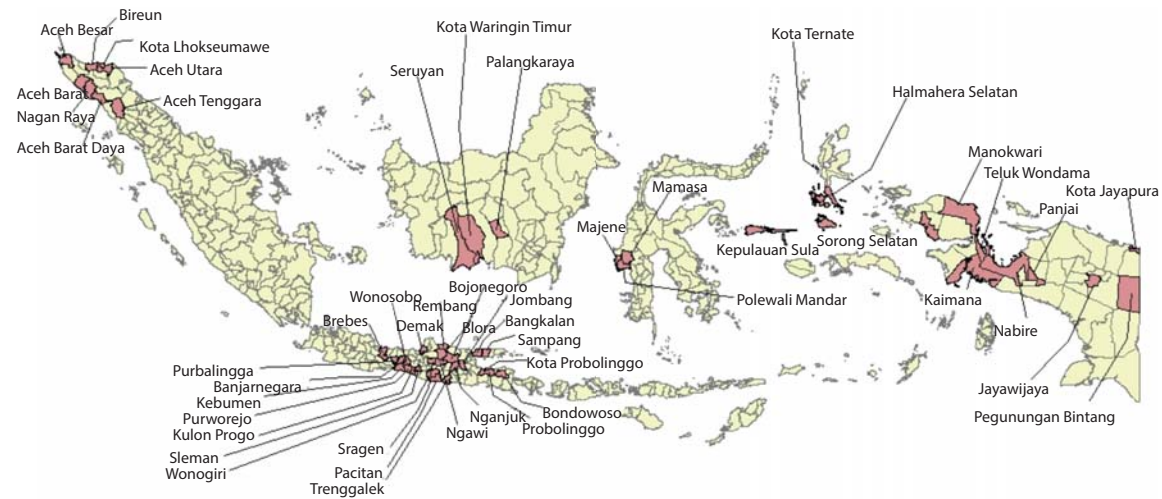 Bireun
Aceh Besar
Kota Lhokseumawe
Aceh Utara
Aceh Barat
Aceh Tenggara
Nagan Raya
Aceh Barat Daya
Kota Waringin Timur
Seruyan
Palangkaraya
Kota Ternate
Halmahera Selatan
Manokwari
Teluk Wondama
Kota Jayapura
Paniai
Mamasa
Majene
Kepulauan Sula
Sorong Selatan
Polewali Mandar
Kaimana
Nabire
Jayawijaya
Pegunungan Bintang
Bojonegoro
Wonosobo
Rembang
Jombang
Brebes
Demak
Blora
Bangkalan
Sampang
Purbalingga
Kota Probolinggo
Banjarnegara
Kebumen
Purworejo
Kulon Progo
Nganjuk
Bondowoso
Probolinggo
Ngawi
Sleman
Wonogiri
Sragen
Pacitan
Trenggalek